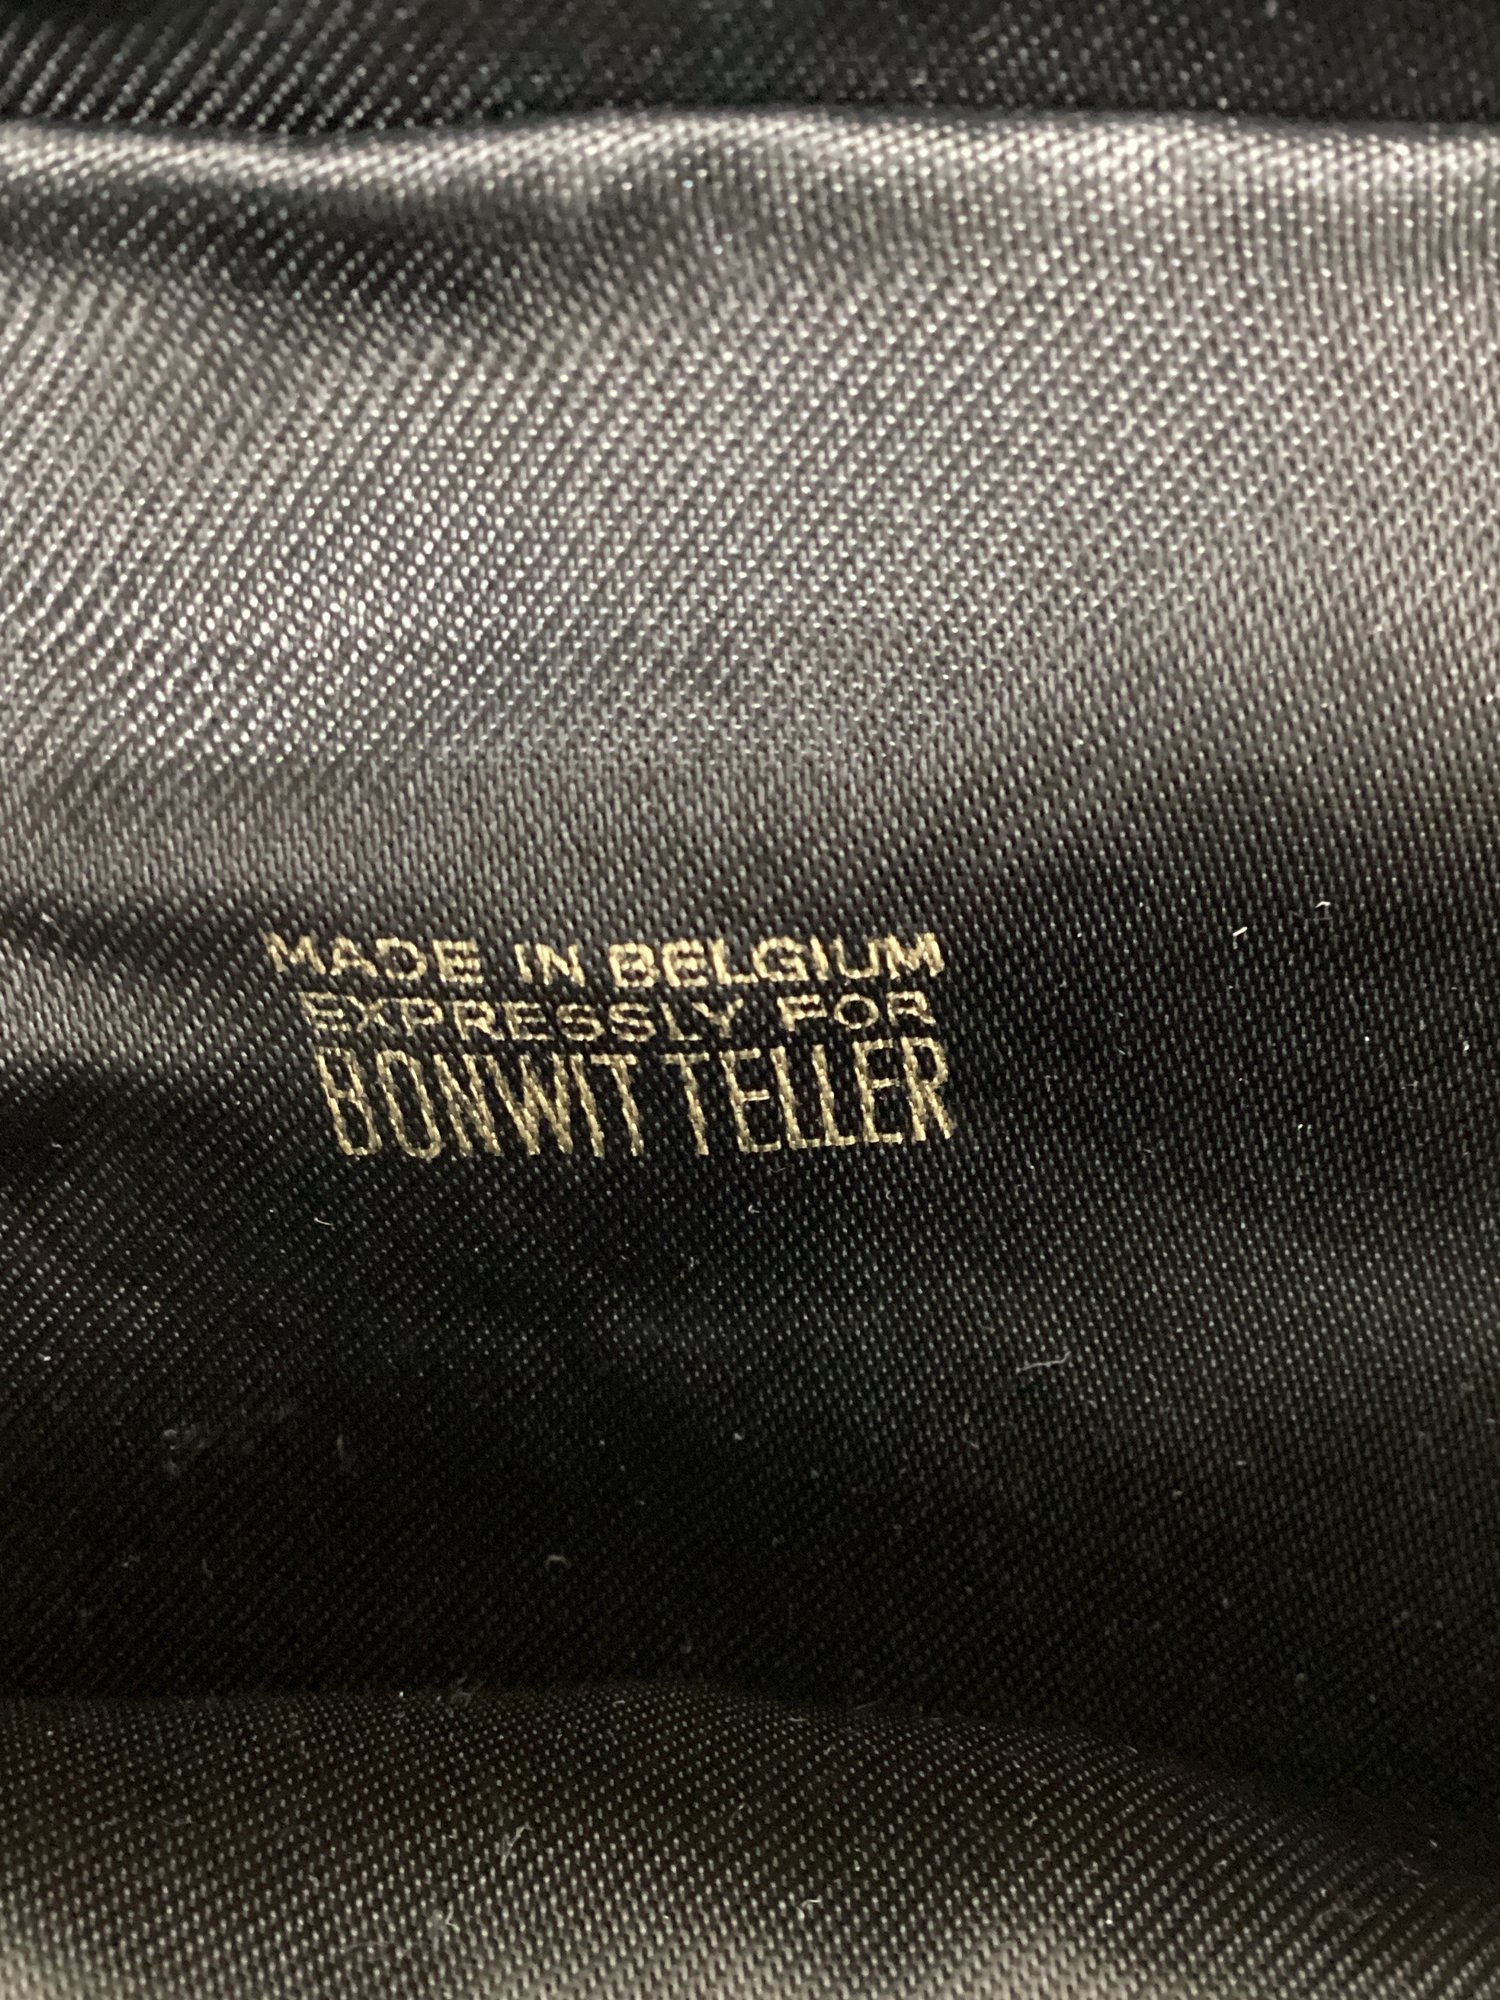 MADE IN BELGIUM
EXPRESSLY FOR
BONWIT TELLER